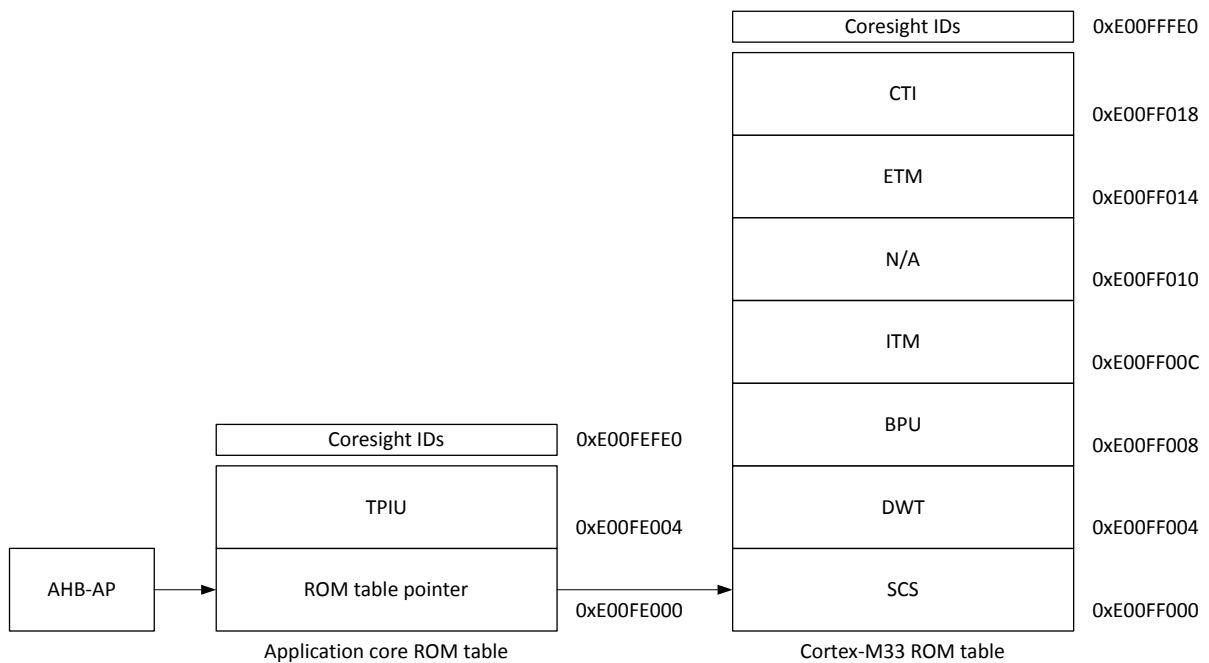 Coresight IDs 0xE00FFFE0
CTI
0xE00FF018
ETM
0xE00FF014
N/A
0xE00FF010
ITM
0xE00FF00C
BPU
0xE00FF008
Coresight IDs 0xE00FEFE0
TPIU
0xE00FE004
DWT
0xE00FF004
AHB-AP
ROM table pointer
0xE00FE000
SCS
0xE00FF000
Application core ROM table
Cortex-M33 ROM table